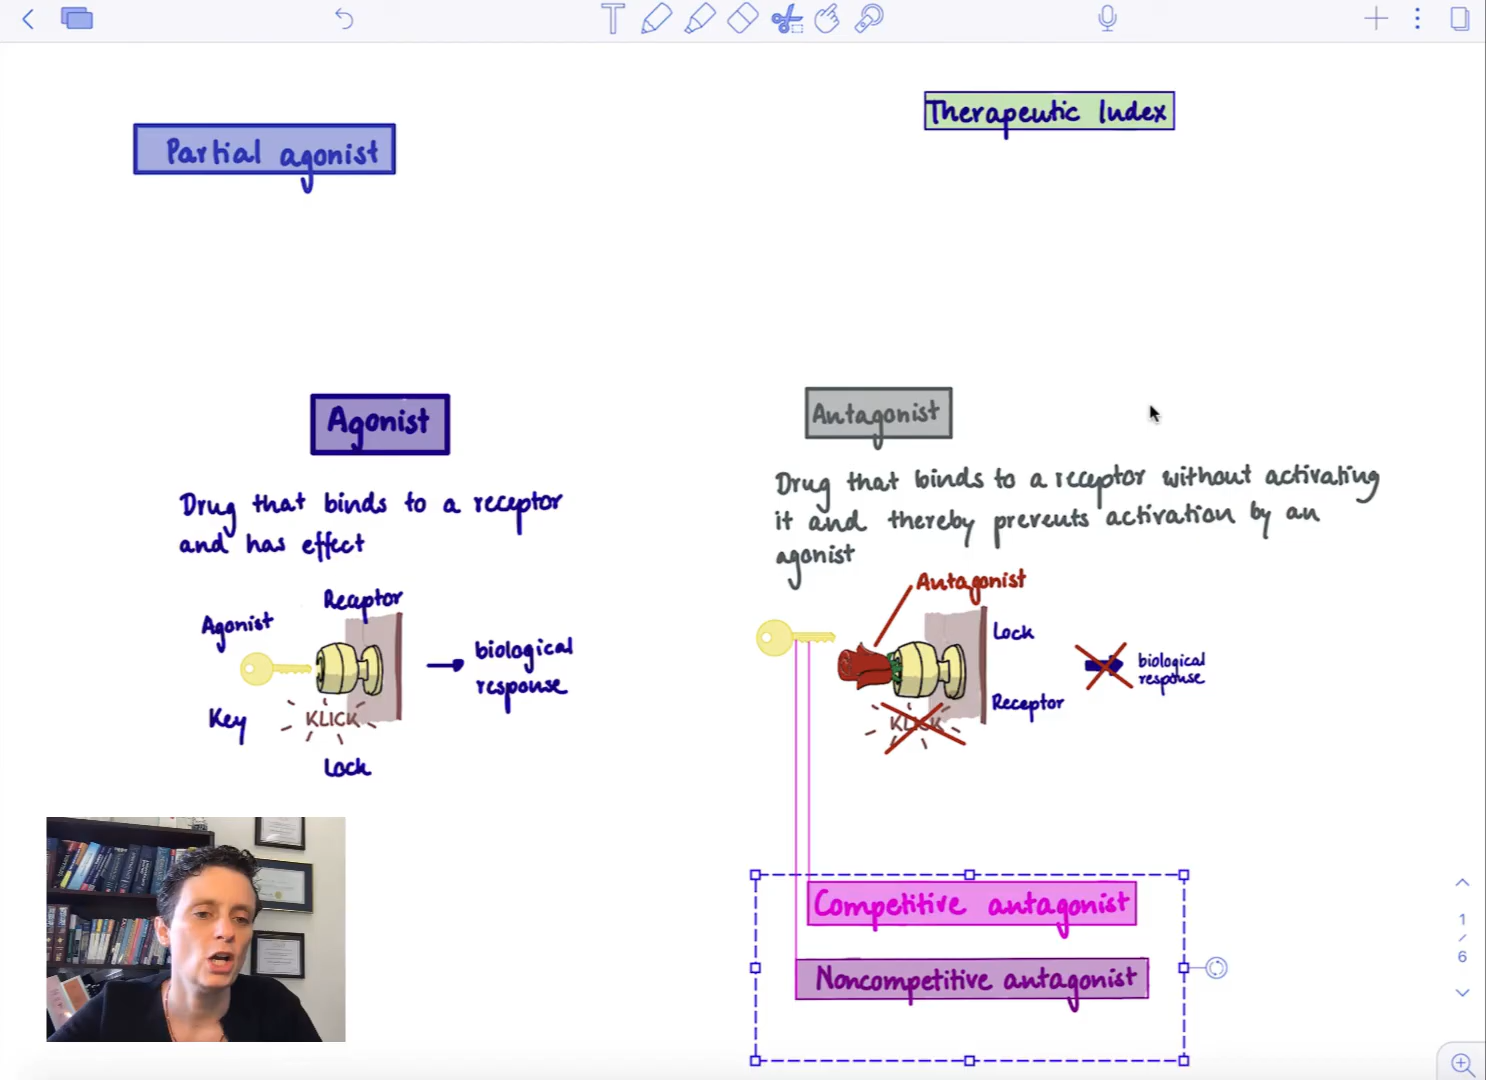 Therapeutic Index
Partial agonist
Agonist
Drug that binds to a receptor
and has effect
Receptor
Agonist
biological
response
Key
KLICK
Lock
Antagonist
Drug that binds to a receptor without activating
it and thereby prevents activation by an
agonist
Antagonist
Lock
biological
response
Receptor
KLICK
Competitive antagonist
Noncompetitive antagonist
1
/
6